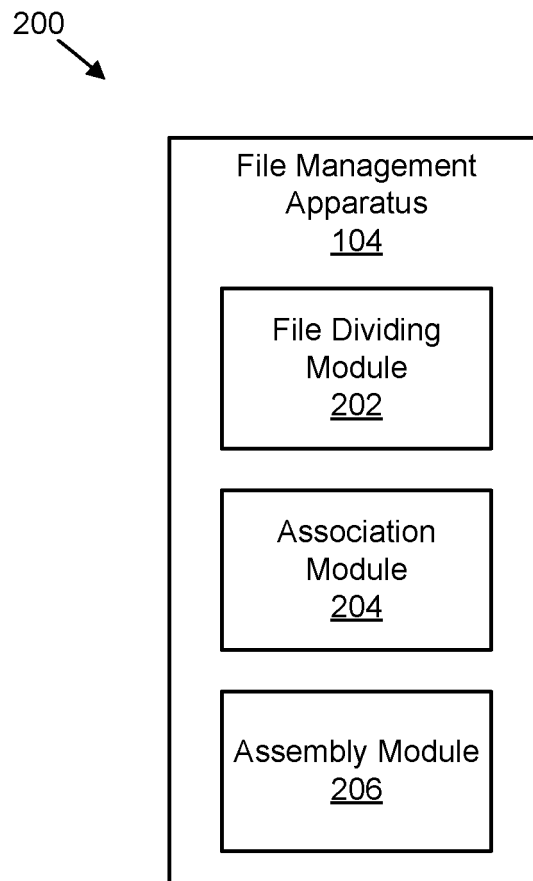 200
File Management
Apparatus
104
File Dividing
Module
202
Association
Module
204
Assembly Module
206